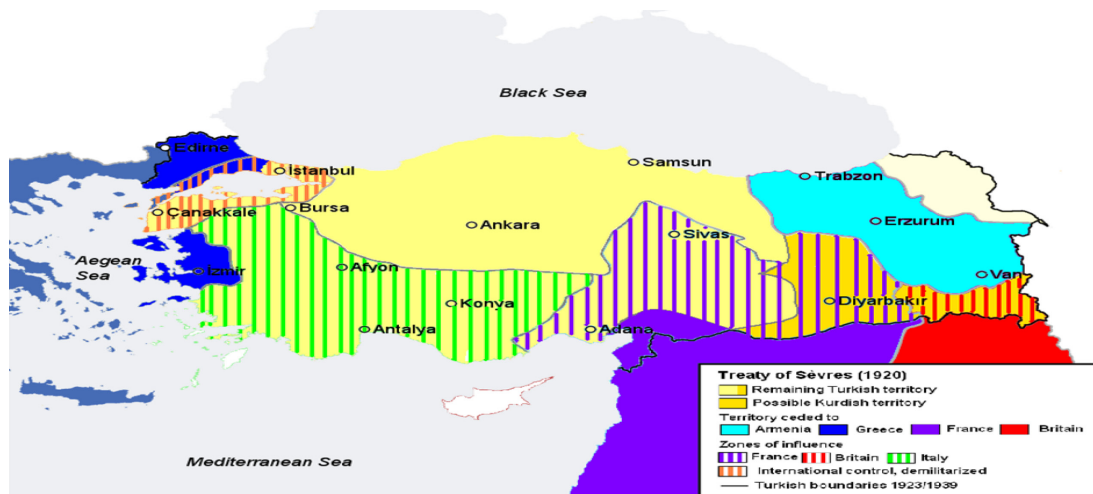 Black Sea
Edirne
İstanbul
Samsun
Trabzon
Çanakkale
Bursa
Ankara
Sivas
Erzurum
Aegean
Sea
İzmir
Afyon
Van
Konya
Diyarbakır
Antalya
Adana
Mediterranean Sea
Treaty of Sèvres (1920)
Remaining Turkish territory
Possible Kurdish territory
Territory ceded to
Armenia Greece France Britain
Zones of influence
France Britain Italy
International control, demilitarized
Turkish boundaries 1923/1939